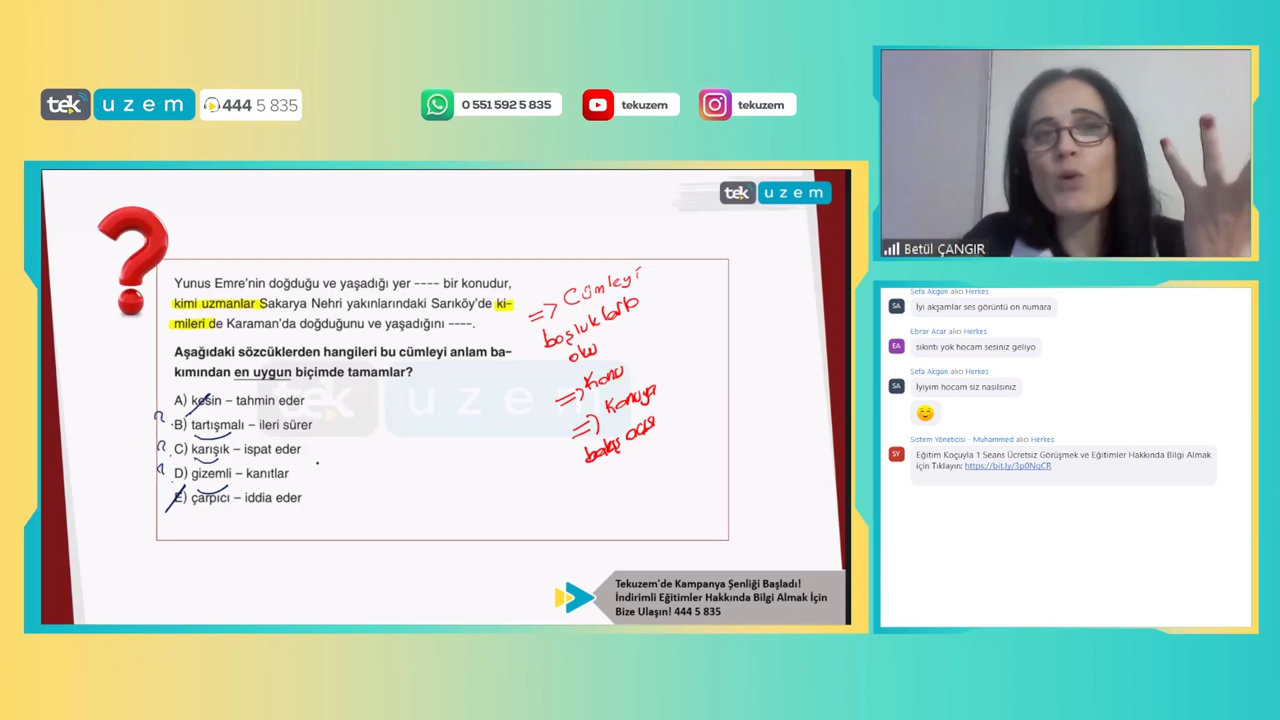 tek uzem 444 5 835
0 551 592 5 835
tekuzem
tekuzem
tek uzem
Yunus Emre'nin doğduğu ve yaşadığı yer ---- bir konudur,
kimi uzmanlar Sakarya Nehri yakınlarındaki Sarıköy'de ki-
mileri de Karaman'da doğduğunu ve yaşadığını ----.
Aşağıdaki sözcüklerden hangileri bu cümleyi anlam ba-
kımından en uygun biçimde tamamlar?
A) kesin – tahmin eder
B) tartışmalı – ileri sürer
C) karışık – ispat eder
D) gizemli – kanıtlar
E) çarpıcı – iddia eder
=> Cümleyi
boşluklarla
oku
=> Konu
=> Konuya
bakış açısı
tek uzem
Tekuzem'de Kampanya Şenliği Başladı!
İndirimli Eğitimler Hakkında Bilgi Almak İçin
Bize Ulaşın! 444 5 835
Betül ÇANGIR
Sefa Akgün alıcı Herkes
SA İyi akşamlar ses görüntü on numara
Ebrar Acar alıcı Herkes
EA sıkıntı yok hocam sesiniz geliyo
Sefa Akgün alıcı Herkes
SA İyiyim hocam siz nasılsınız
Sistem Yöneticisi - Muhammed alıcı Herkes
SY Eğitim Koçuyla 1 Seans Ücretsiz Görüşmek ve Eğitimler Hakkında Bilgi Almak
için Tıklayın: https://bit.ly/3p0NqCR